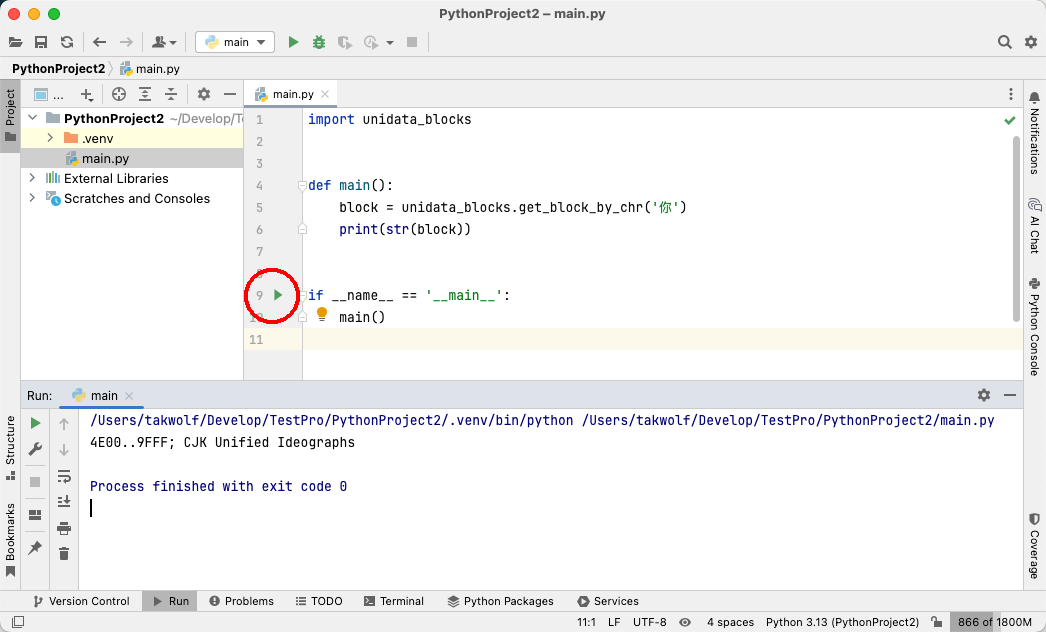 PythonProject2 – main.py
main
PythonProject2
main.py
Project
...
main.py
PythonProject2 ~/Develop/Te
.venv
main.py
External Libraries
Scratches and Consoles
1 import unidata_blocks
2
3
4 def main():
5 block = unidata_blocks.get_block_by_chr('你')
6 print(str(block))
7
8
9 if __name__ == '__main__':
10 main()
11
Notifications
AI Chat
Python Console
Coverage
Structure
Bookmarks
Run: main
/Users/takwolf/Develop/TestPro/PythonProject2/.venv/bin/python /Users/takwolf/Develop/TestPro/PythonProject2/main.py
4E00..9FFF; CJK Unified Ideographs
Process finished with exit code 0
Version Control Run Problems TODO Terminal Python Packages Services
11:1 LF UTF-8 4 spaces Python 3.13 (PythonProject2) 866 of 1800M